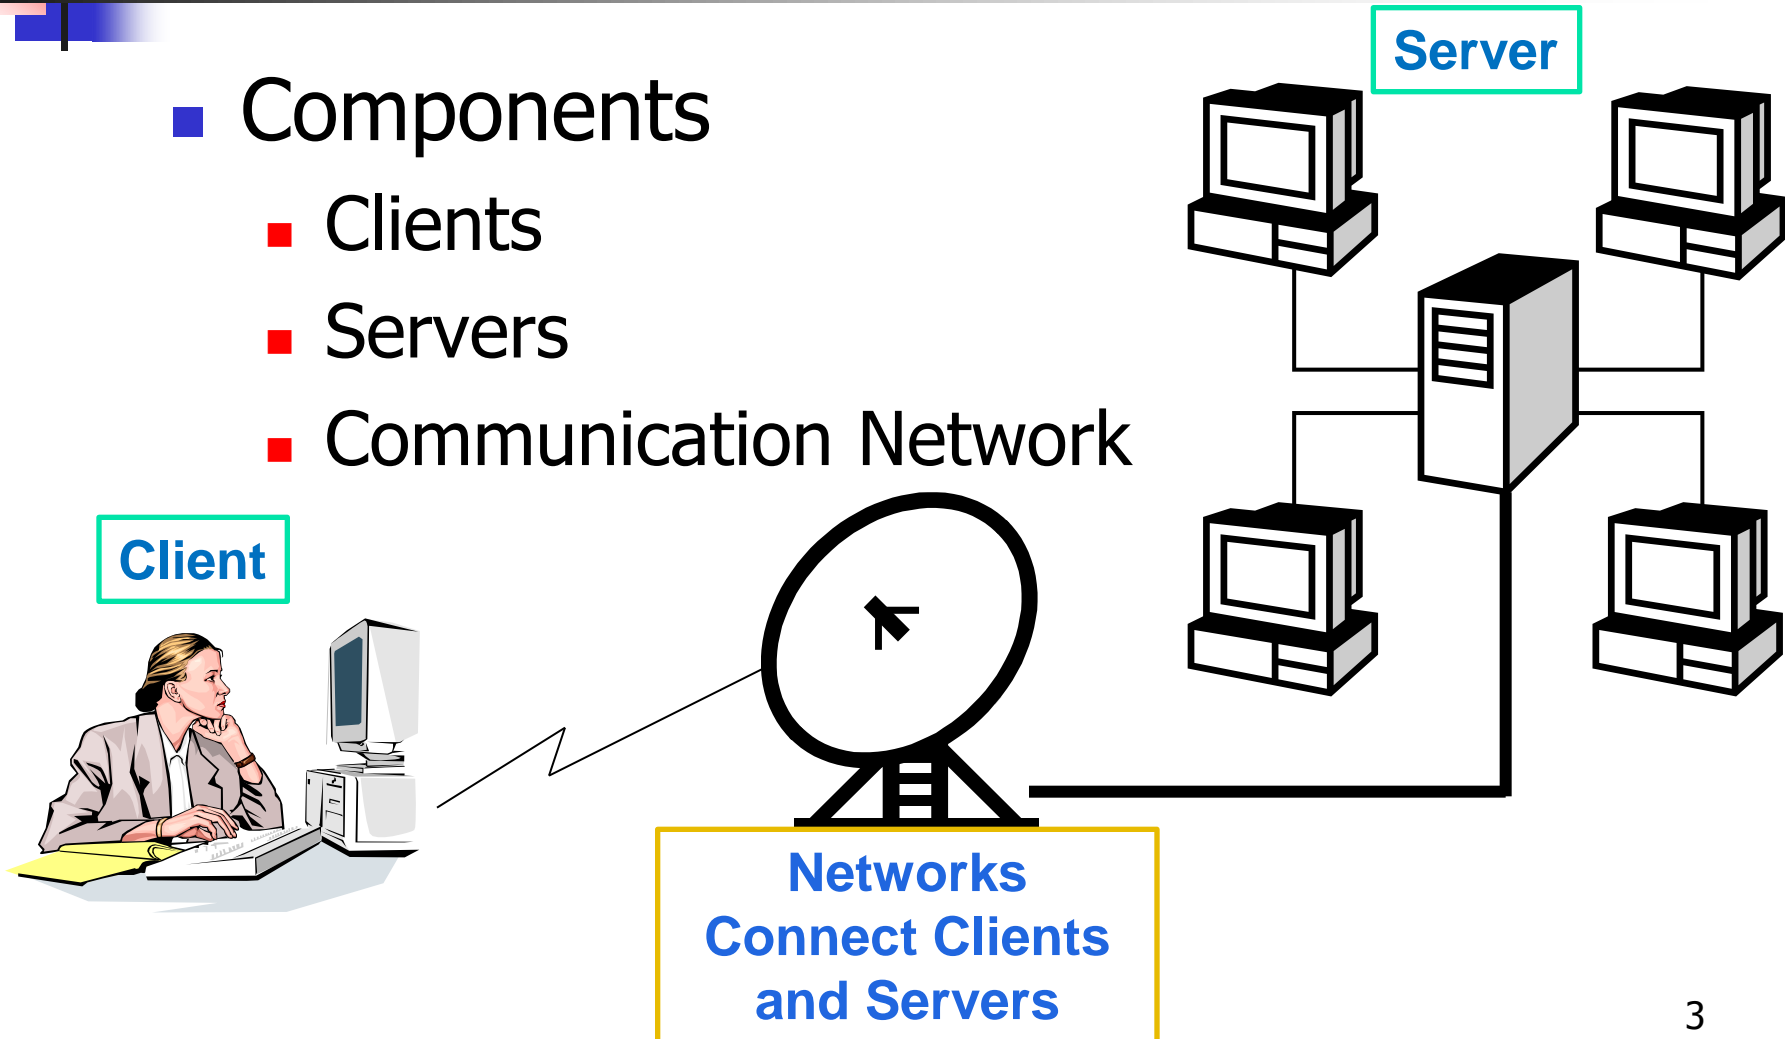 Server
Components
Clients
Servers
Communication Network
Client
Networks
Connect Clients
and Servers
3